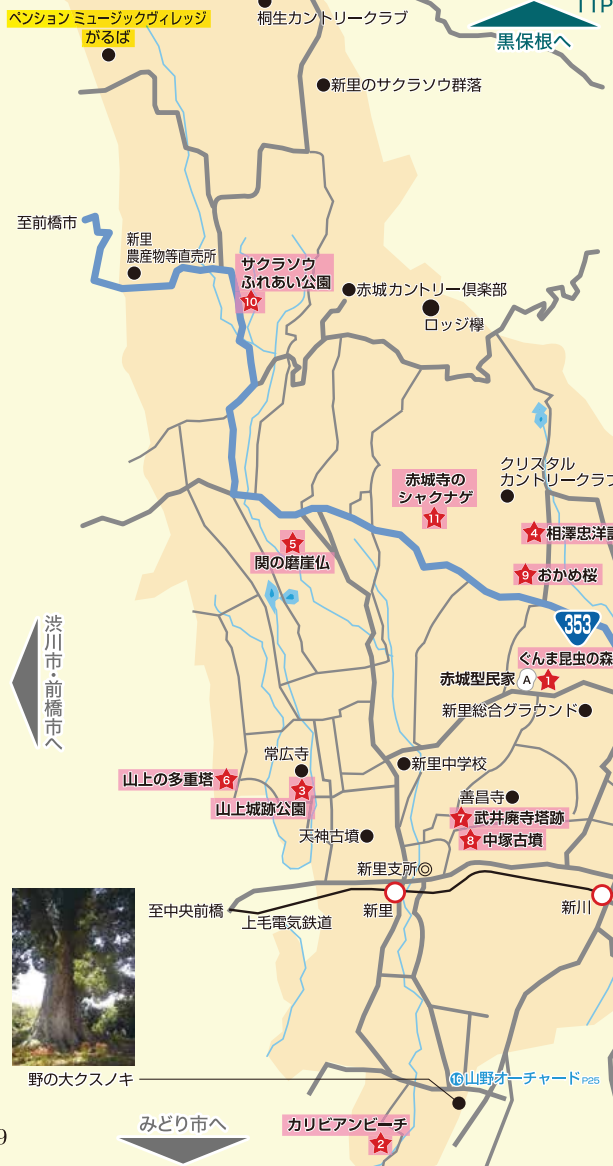 ペンション ミュージックヴィレッジ
がるば
桐生カントリークラブ
黒保根へ
新里のサクラソウ群落
至前橋市
新里
農産物等直売所
サクラソウ
ふれあい公園
10
赤城カントリー倶楽部
ロッジ欅
赤城寺の
シャクナゲ
11
クリスタル
カントリークラブ
4 相澤忠洋
5
関の磨崖仏
9 おかめ桜
353
渋川市・前橋市へ
ぐんま昆虫の森
赤城型民家 A 1
新里総合グラウンド
常広寺
新里中学校
山上の多重塔 6
3
山上城跡公園
善昌寺
7 武井廃寺塔跡
8 中塚古墳
天神古墳
新里支所
至中央前橋
上毛電気鉄道
新里
新川
野の大クスノキ
16 山野オーチャード P25
みどり市へ
カリビアンビーチ
2
9